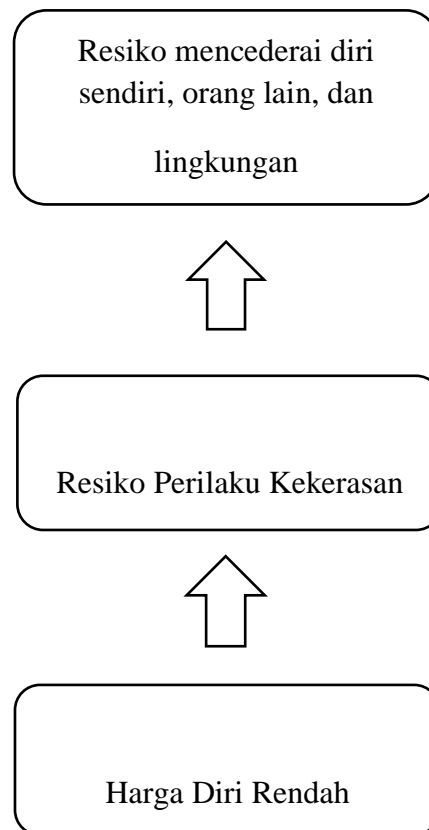 Resiko mencederai diri
sendiri, orang lain, dan
lingkungan
Resiko Perilaku Kekerasan
Harga Diri Rendah